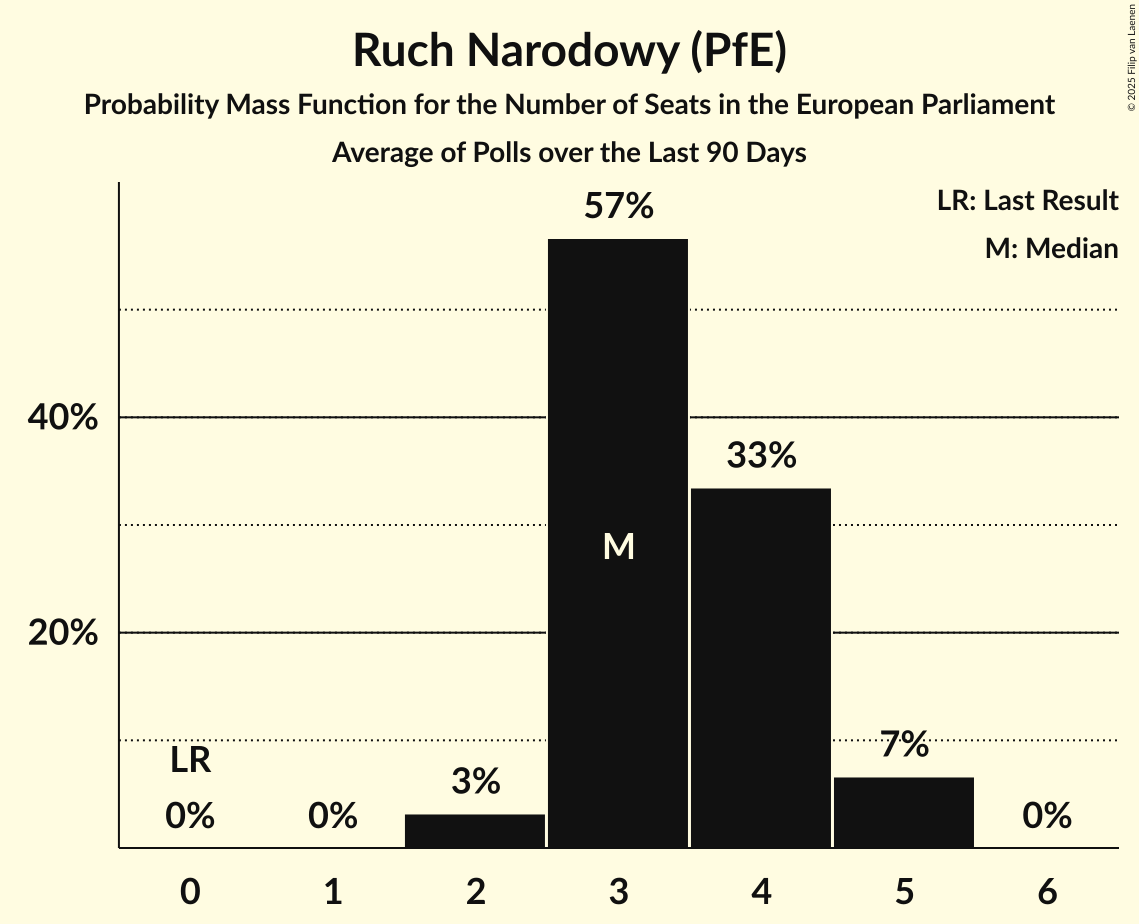 Ruch Narodowy (PfE)
Probability Mass Function for the Number of Seats in the European Parliament
Average of Polls over the Last 90 Days
© 2025 Filip van Laenen
LR: Last Result
M: Median
57%
40%
33%
M
20%
LR
7%
3%
0%
0%
0%
0
1
2
3
4
5
6